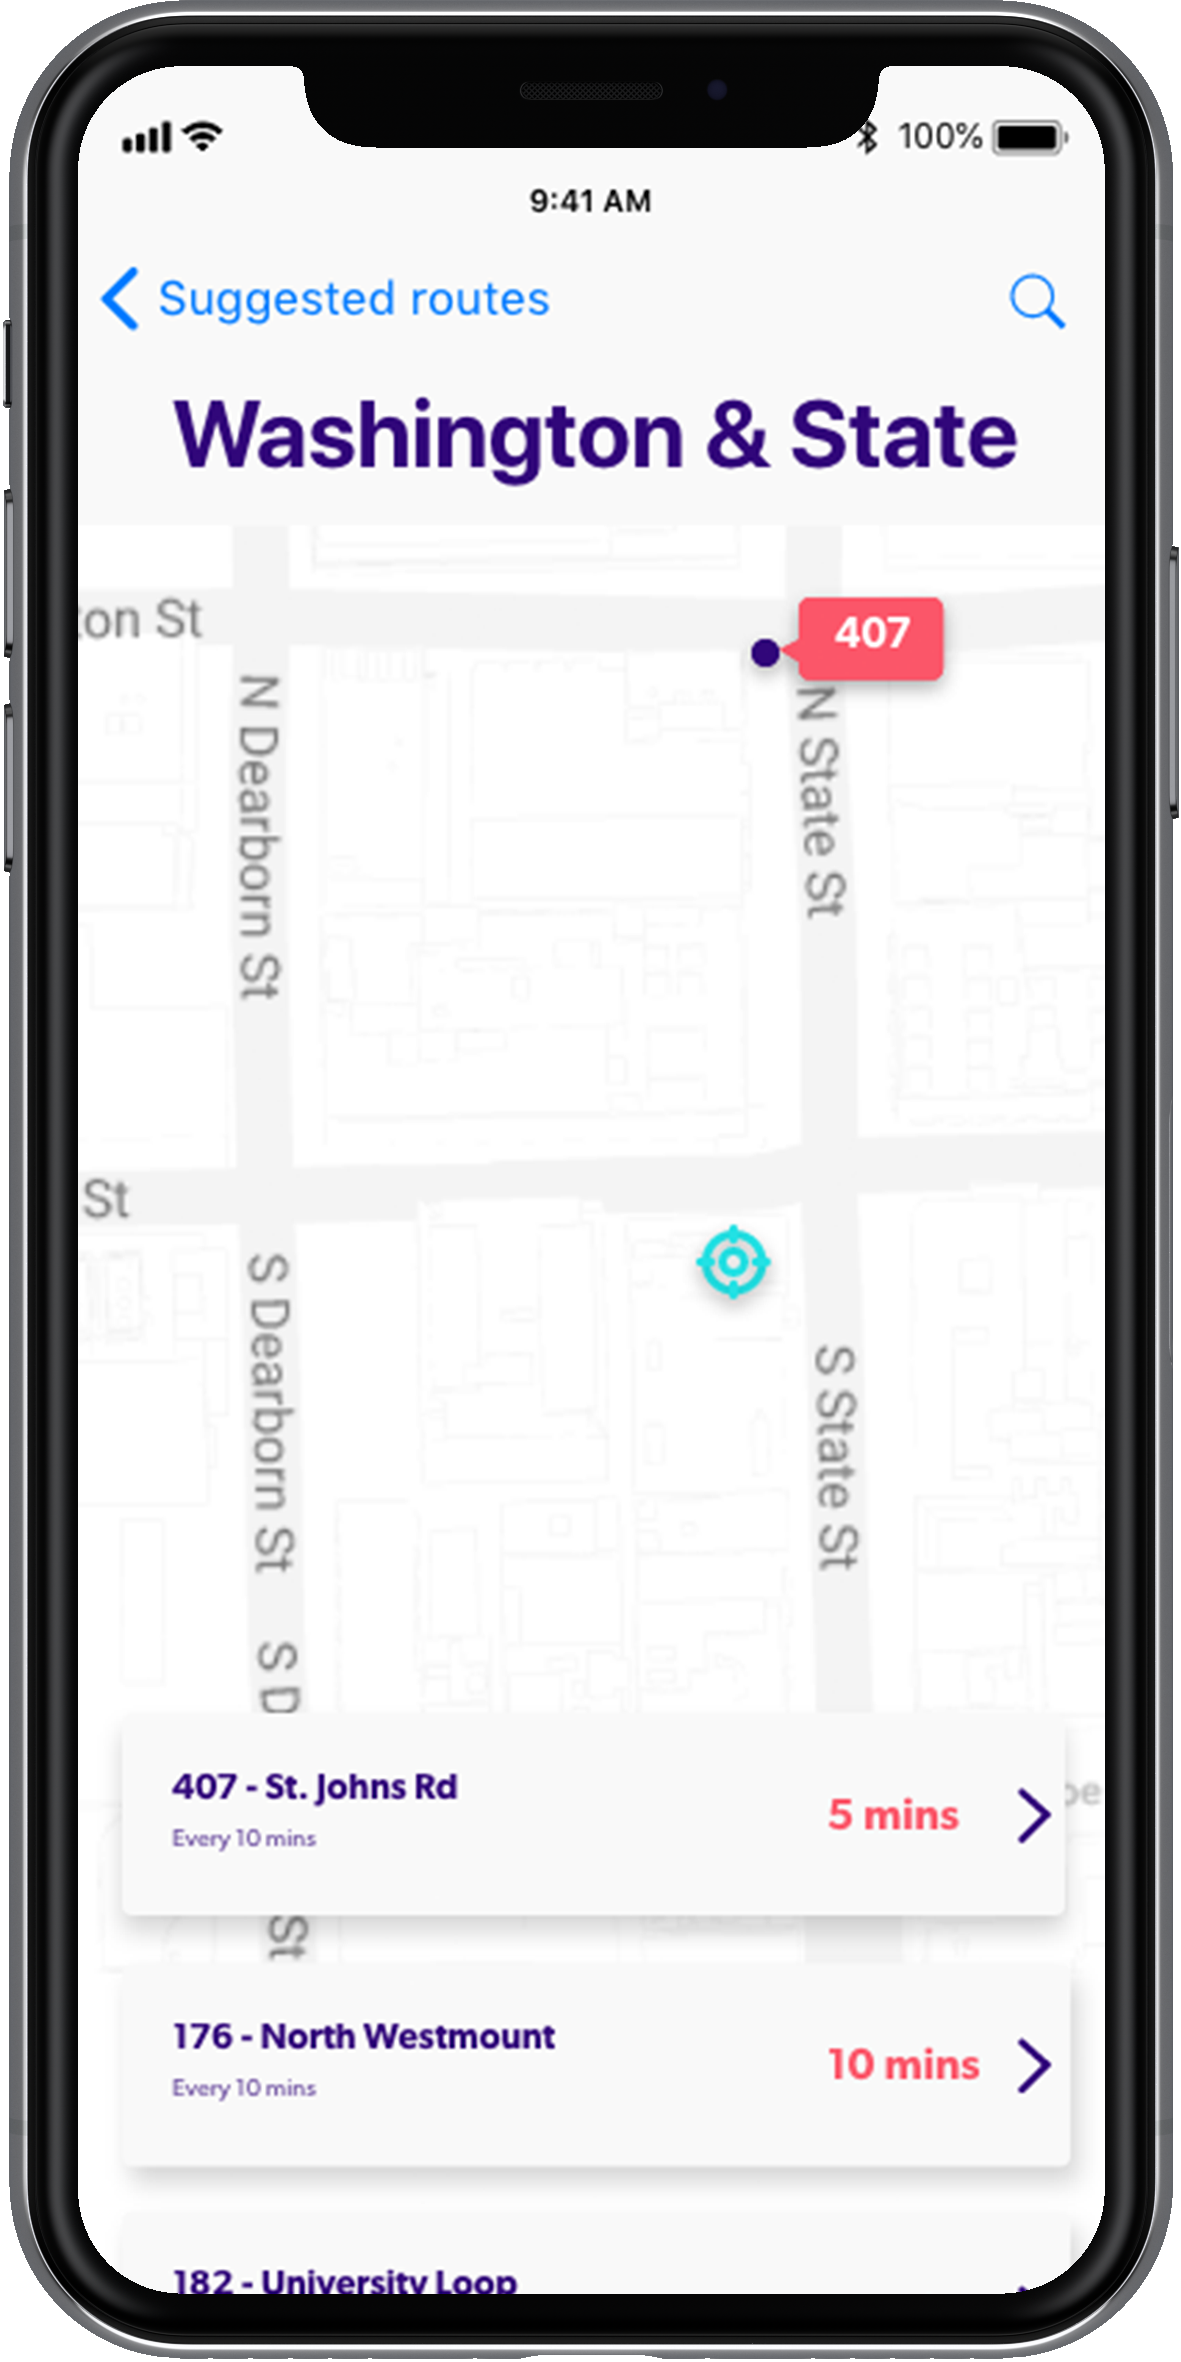 100%
9:41 AM
Suggested routes
Washington & State
ton St
407
N Dearborn St
N State St
St
S Dearborn St
S State St
S D
407 - St. Johns Rd
Every 10 mins
5 mins
St
176 - North Westmount
Every 10 mins
10 mins
182 - University Loop